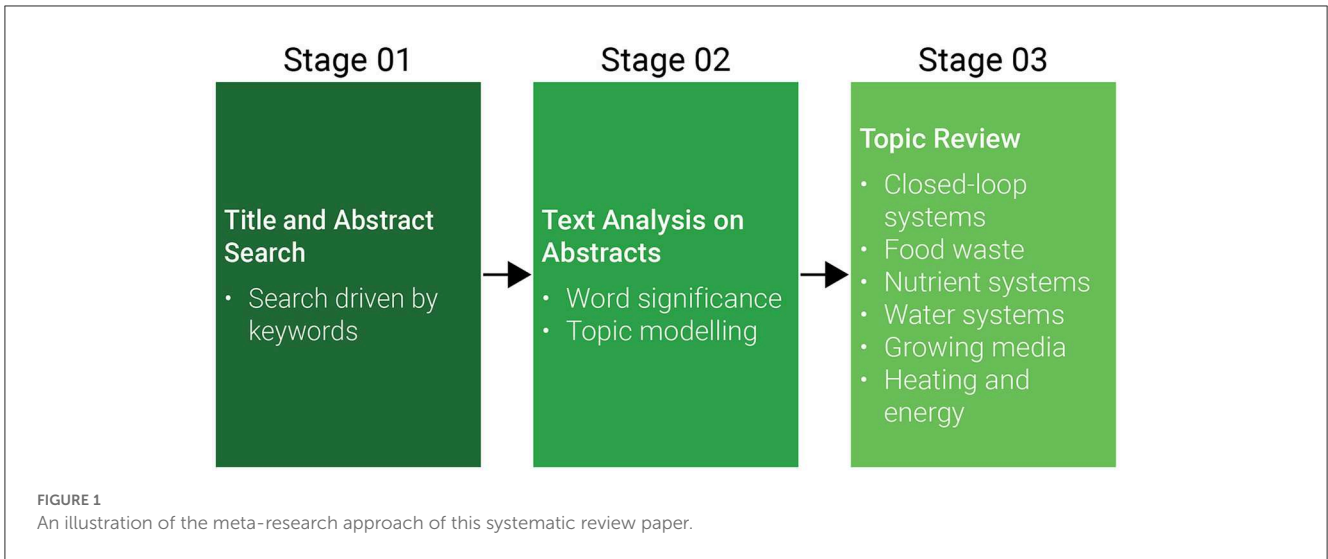 Stage 01
Title and Abstract
Search
• Search driven by
keywords
Stage 02
Text Analysis on
Abstracts
• Word significance
• Topic modelling
Stage 03
Topic Review
• Closed-loop
systems
• Food waste
• Nutrient systems
• Water systems
• Growing media
• Heating and
energy
FIGURE 1
An illustration of the meta-research approach of this systematic review paper.